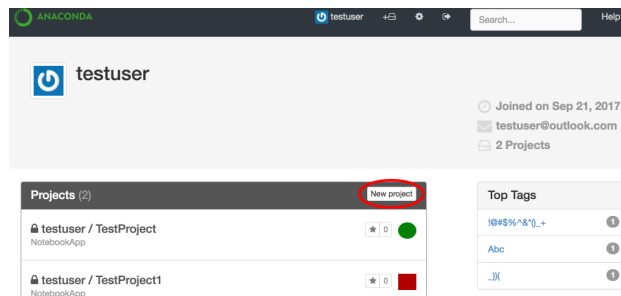 ANACONDA
testuser
Search...
Help
testuser
Joined on Sep 21, 2017
testuser@outlook.com
2 Projects
Projects (2)
New project
testuser / TestProject
0
NotebookApp
testuser / TestProject1
0
NotebookApp
Top Tags
!@#$%^&*()_+
1
Abc
1
_)){
1